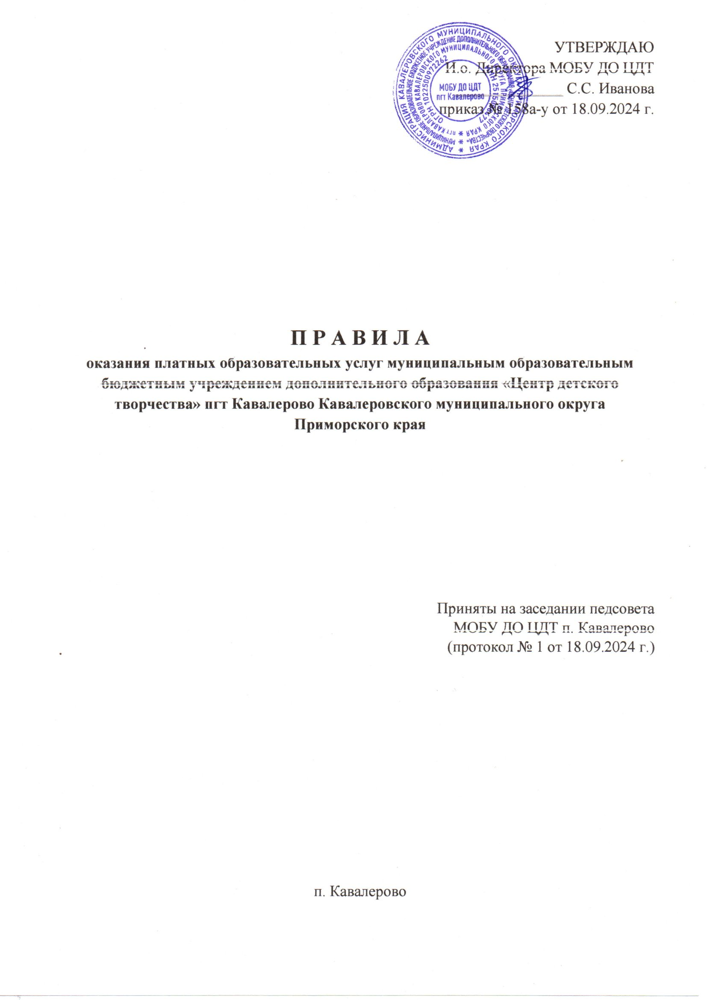 УТВЕРЖДАЮ
И.о. Директора МОБУ ДО ЦДТ
С.С. Иванова
приказ № 158а-у от 18.09.2024 г.
АДМИНИСТРАЦИЯ КАВАЛЕРОВСКОГО МУНИЦИПАЛЬНОГО ОКРУГА ПРИМОРСКОГО КРАЯ
МУНИЦИПАЛЬНОЕ ОБРАЗОВАТЕЛЬНОЕ БЮДЖЕТНОЕ УЧРЕЖДЕНИЕ ДОПОЛНИТЕЛЬНОГО ОБРАЗОВАНИЯ «ЦЕНТР ДЕТСКОГО ТВОРЧЕСТВА»
пгт КАВАЛЕРОВО КАВАЛЕРОВСКОГО МУНИЦИПАЛЬНОГО ОКРУГА ПРИМОРСКОГО КРАЯ
ОГРН 1022500972262
ИНН
МОБУ ДО ЦДТ
пгт Кавалерово
П Р А В И Л А
оказания платных образовательных услуг муниципальным образовательным
бюджетным учреждением дополнительного образования «Центр детского
творчества» пгт Кавалерово Кавалеровского муниципального округа
Приморского края
Приняты на заседании педсовета
МОБУ ДО ЦДТ п. Кавалерово
(протокол № 1 от 18.09.2024 г.)
п. Кавалерово